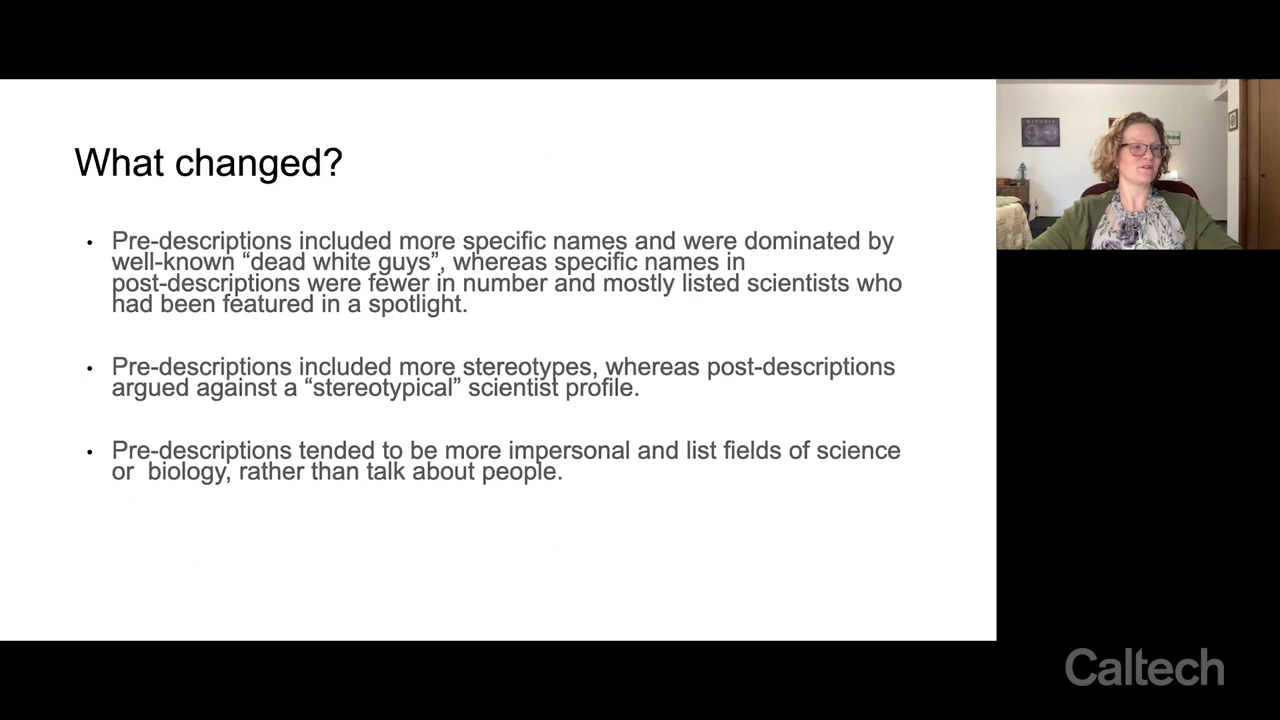 What changed?
• Pre-descriptions included more specific names and were dominated by
well-known “dead white guys”, whereas specific names in
post-descriptions were fewer in number and mostly listed scientists who
had been featured in a spotlight.
• Pre-descriptions included more stereotypes, whereas post-descriptions
argued against a “stereotypical” scientist profile.
• Pre-descriptions tended to be more impersonal and list fields of science
or  biology, rather than talk about people.
Caltech